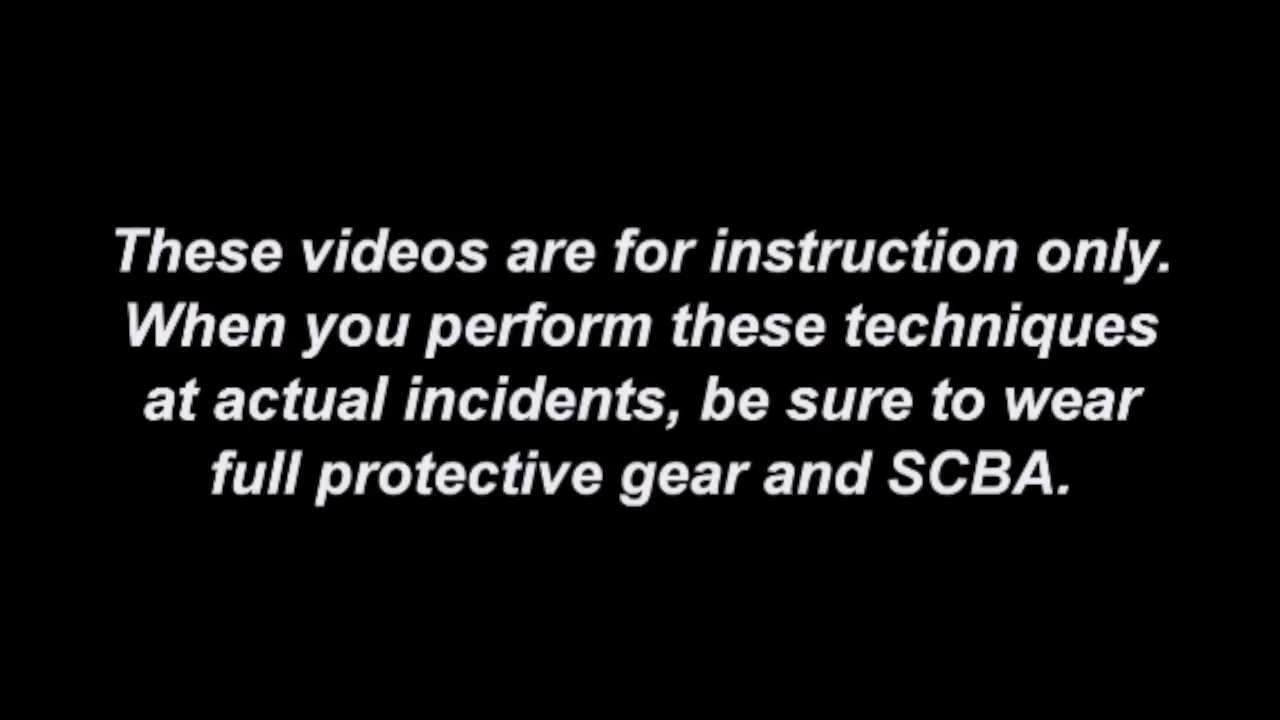 These videos are for instruction only.
When you perform these techniques
at actual incidents, be sure to wear
full protective gear and SCBA.